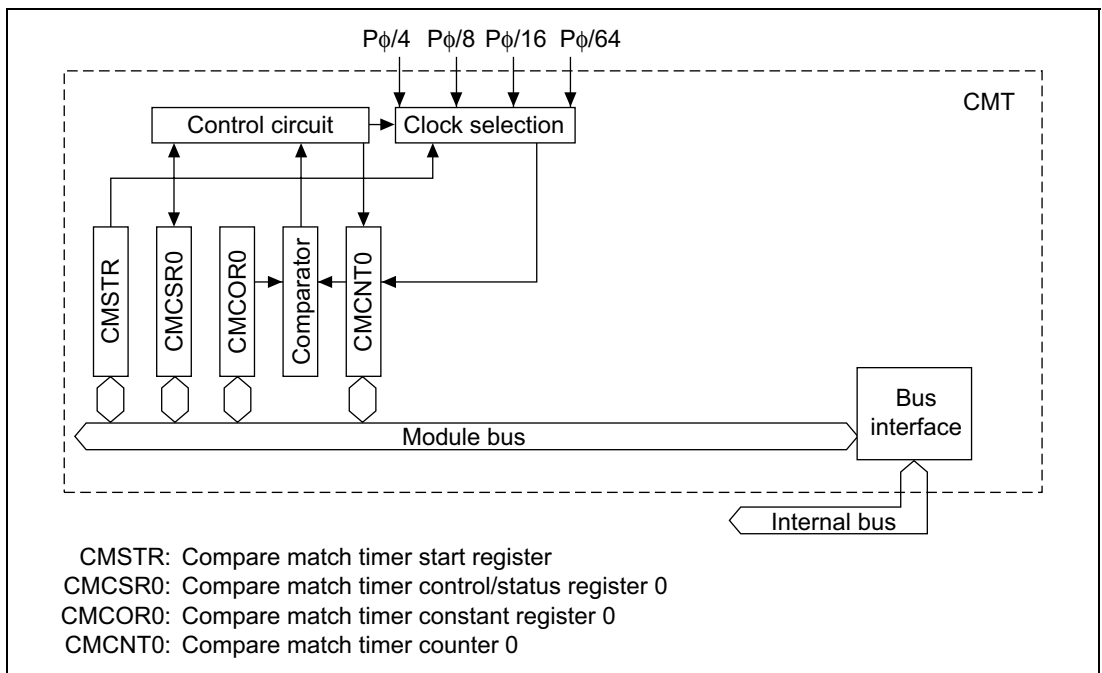 Pϕ/4 Pϕ/8 Pϕ/16 Pϕ/64
CMT
Control circuit
Clock selection
CMSTR
CMCSR0
CMCOR0
Comparator
CMCNT0
Bus
interface
Module bus
Internal bus
CMSTR: Compare match timer start register
CMCSR0: Compare match timer control/status register 0
CMCOR0: Compare match timer constant register 0
CMCNT0: Compare match timer counter 0